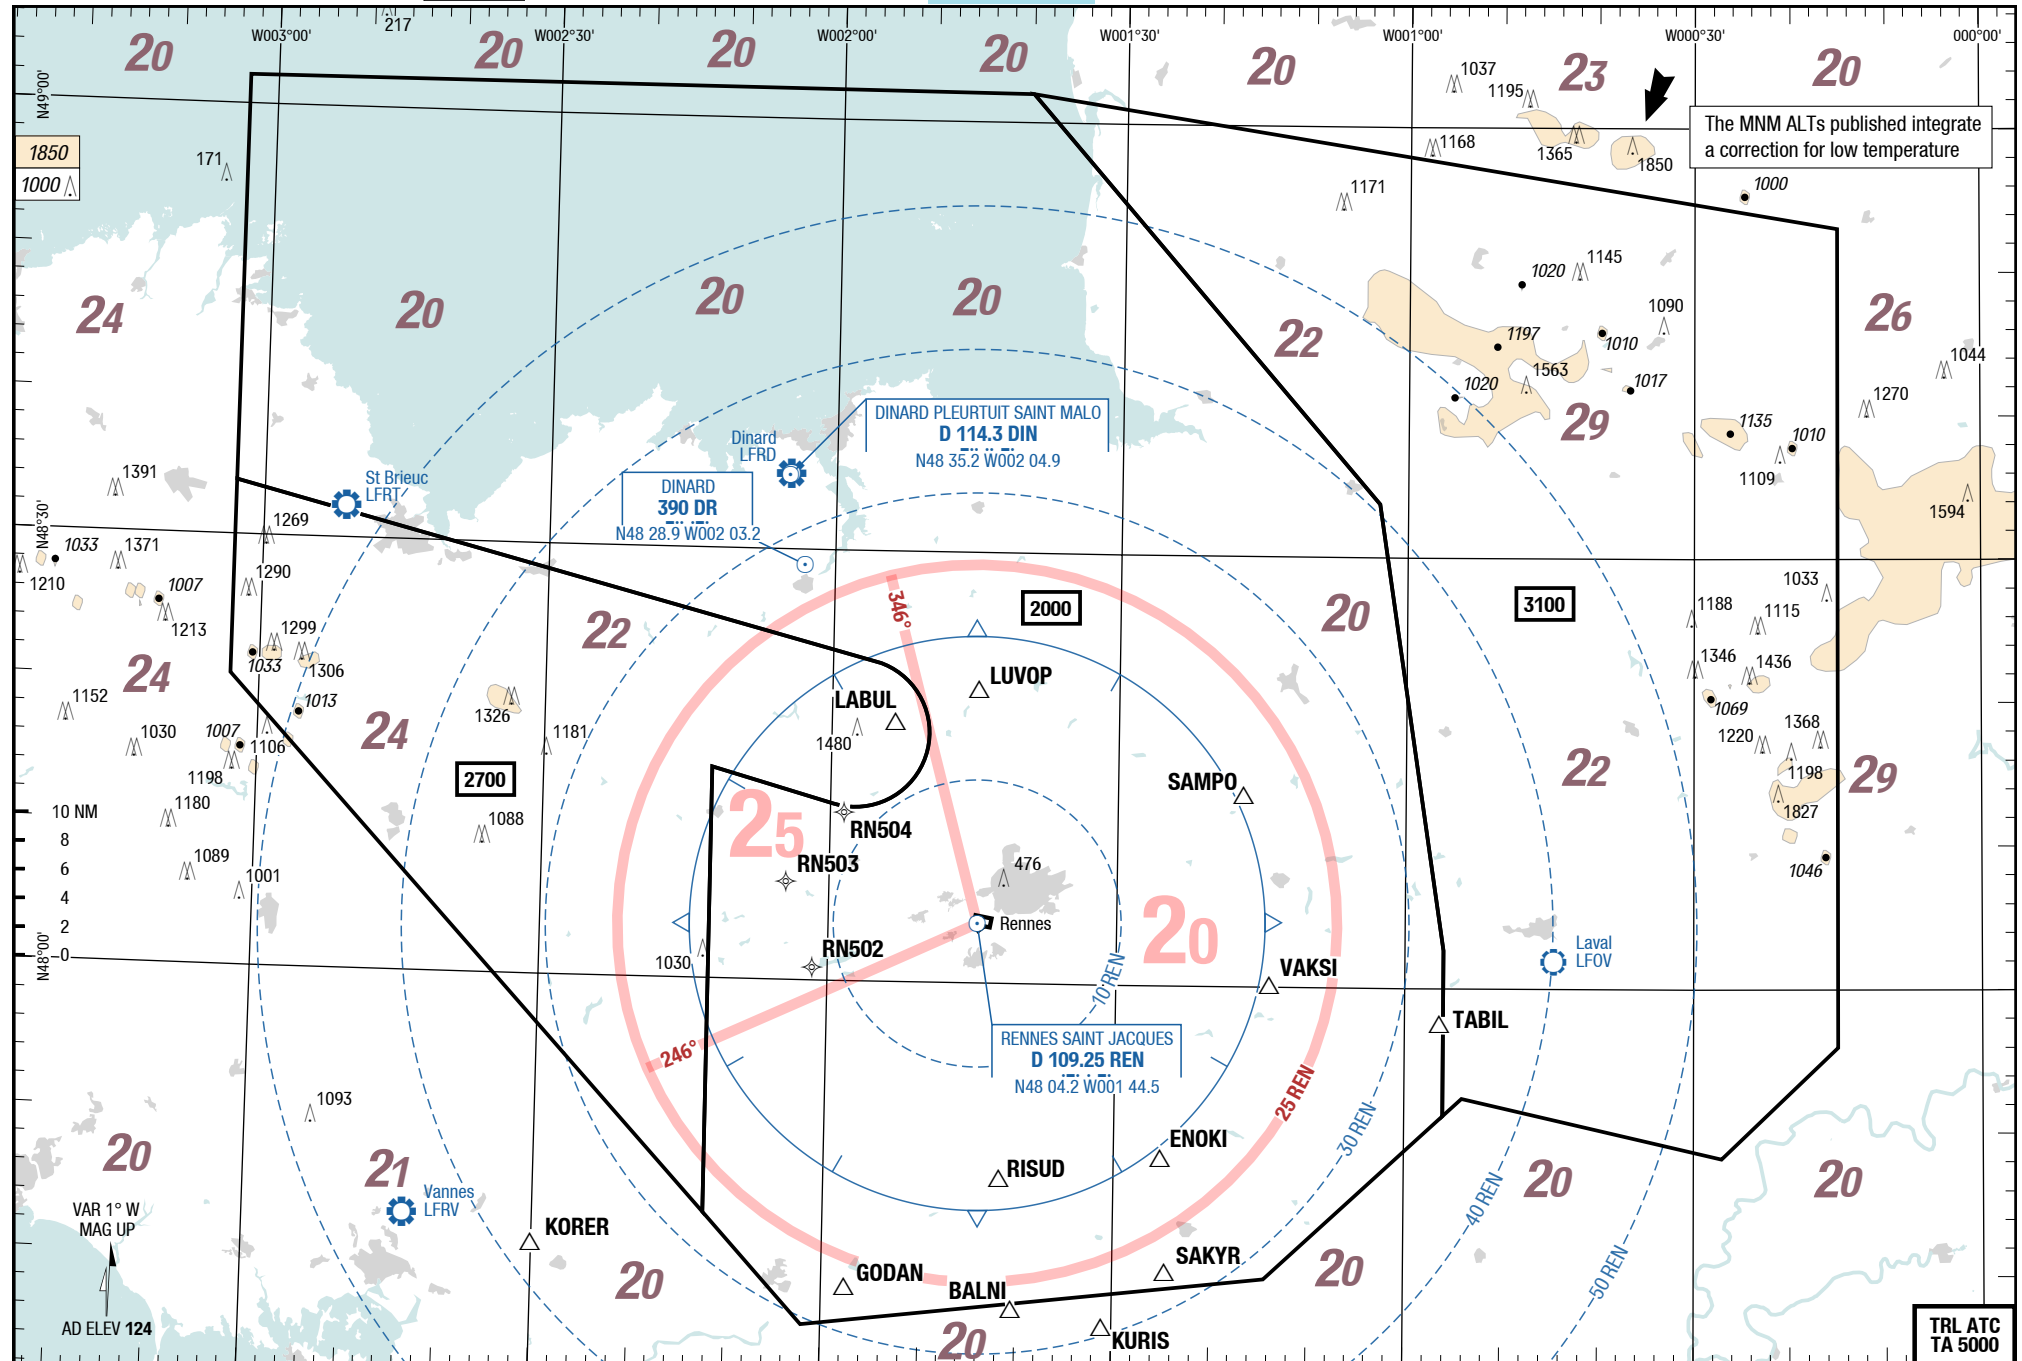 217
W003°00'
W002°30'
W002°00'
W001°30'
W001°00'
W000°30'
000°00'
20
20
20
20
20
23
20
1037
1195
1168
1365
1850
1171
1000
The MNM ALTs published integrate
a correction for low temperature
N49°00'
1850
1000
171
24
20
20
20
22
26
1020
1145
1090
1197
1010
1563
1020
1017
29
1044
1270
1135
1010
1109
1594
DINARD PLEURTUIT SAINT MALO
D 114.3 DIN
N48 35.2 W002 04.9
Dinard
LFRD
DINARD
390 DR
N48 28.9 W002 03.2
St Brieuc
LFRT
1391
N48°30'
1269
1033
1371
1210
1007
1290
1213
1299
1033
1306
24
1152
1013
1030
1007
1106
1198
24
1180
1089
1001
22
1326
1181
2700
1088
346°
2000
20
3100
LUVOP
LABUL
1480
SAMPO
1033
1188
1115
1346
1436
1069
1368
1220
1198
1827
1046
22
29
25
RN504
RN503
RN502
1030
476
Rennes
20
10 NM
8
6
4
2
0
N48°00'
246°
10 REN
VAKSI
TABIL
Laval
LFOV
RENNES SAINT JACQUES
D 109.25 REN
N48 04.2 W001 44.5
25 REN
30 REN
40 REN
50 REN
1093
20
21
Vannes
LFRV
VAR 1° W
MAG UP
AD ELEV 124
KORER
20
GODAN
RISUD
ENOKI
BALNI
SAKYR
KURIS
20
20
20
20
TRL ATC
TA 5000